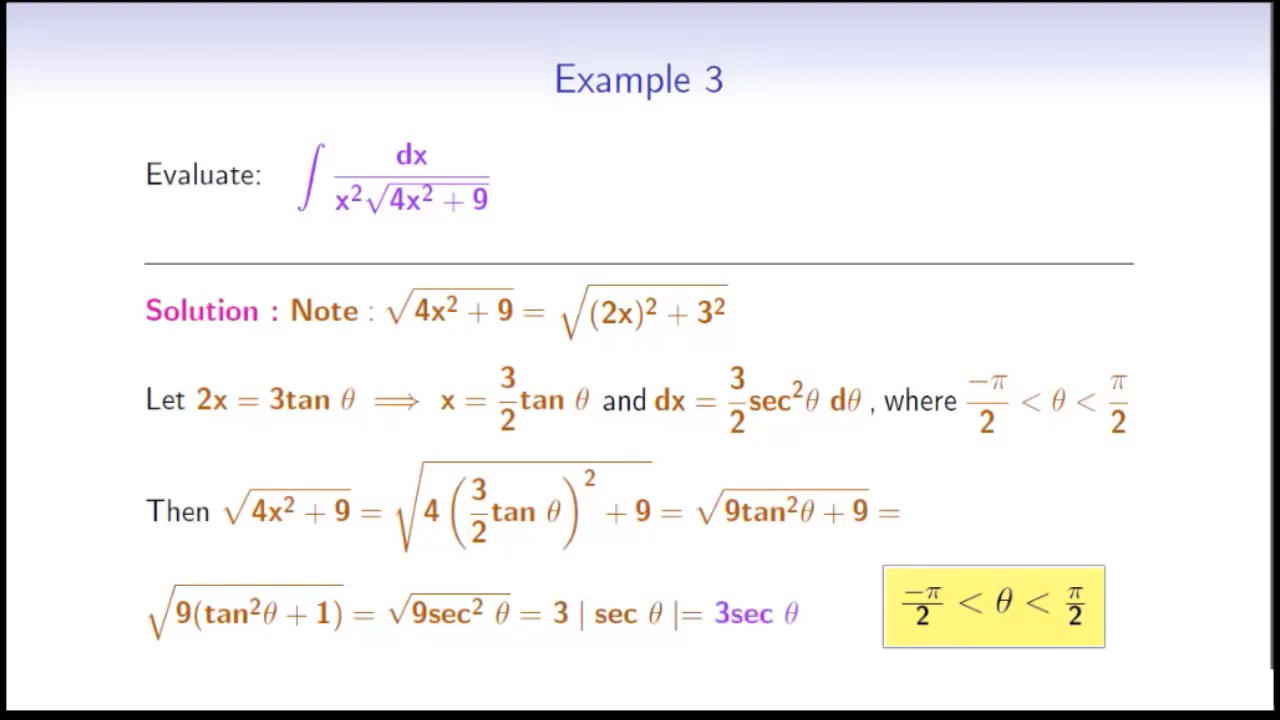 Example 3
Evaluate: ∫ dx / x²√(4x² + 9)
Solution : Note : √(4x² + 9) = √((2x)² + 3²)
Let 2x = 3tan θ ⟹ x = 3/2 tan θ and dx = 3/2 sec²θ dθ , where −π/2 < θ < π/2
Then √(4x² + 9) = √(4(3/2 tan θ)² + 9) = √(9tan²θ + 9) =
√(9(tan²θ + 1)) = √(9sec² θ) = 3 | sec θ |= 3sec θ
−π/2 < θ < π/2